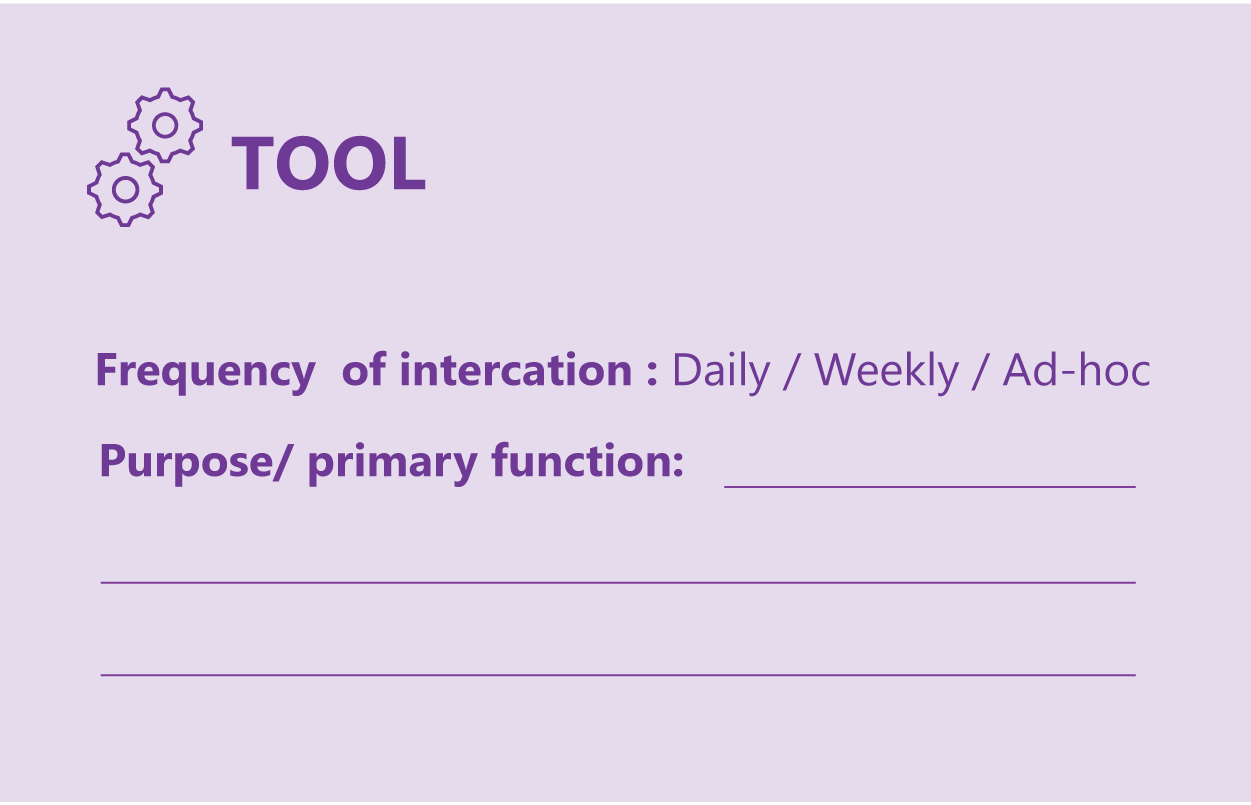 TOOL
Frequency  of intercation : Daily / Weekly / Ad-hoc
Purpose/ primary function: